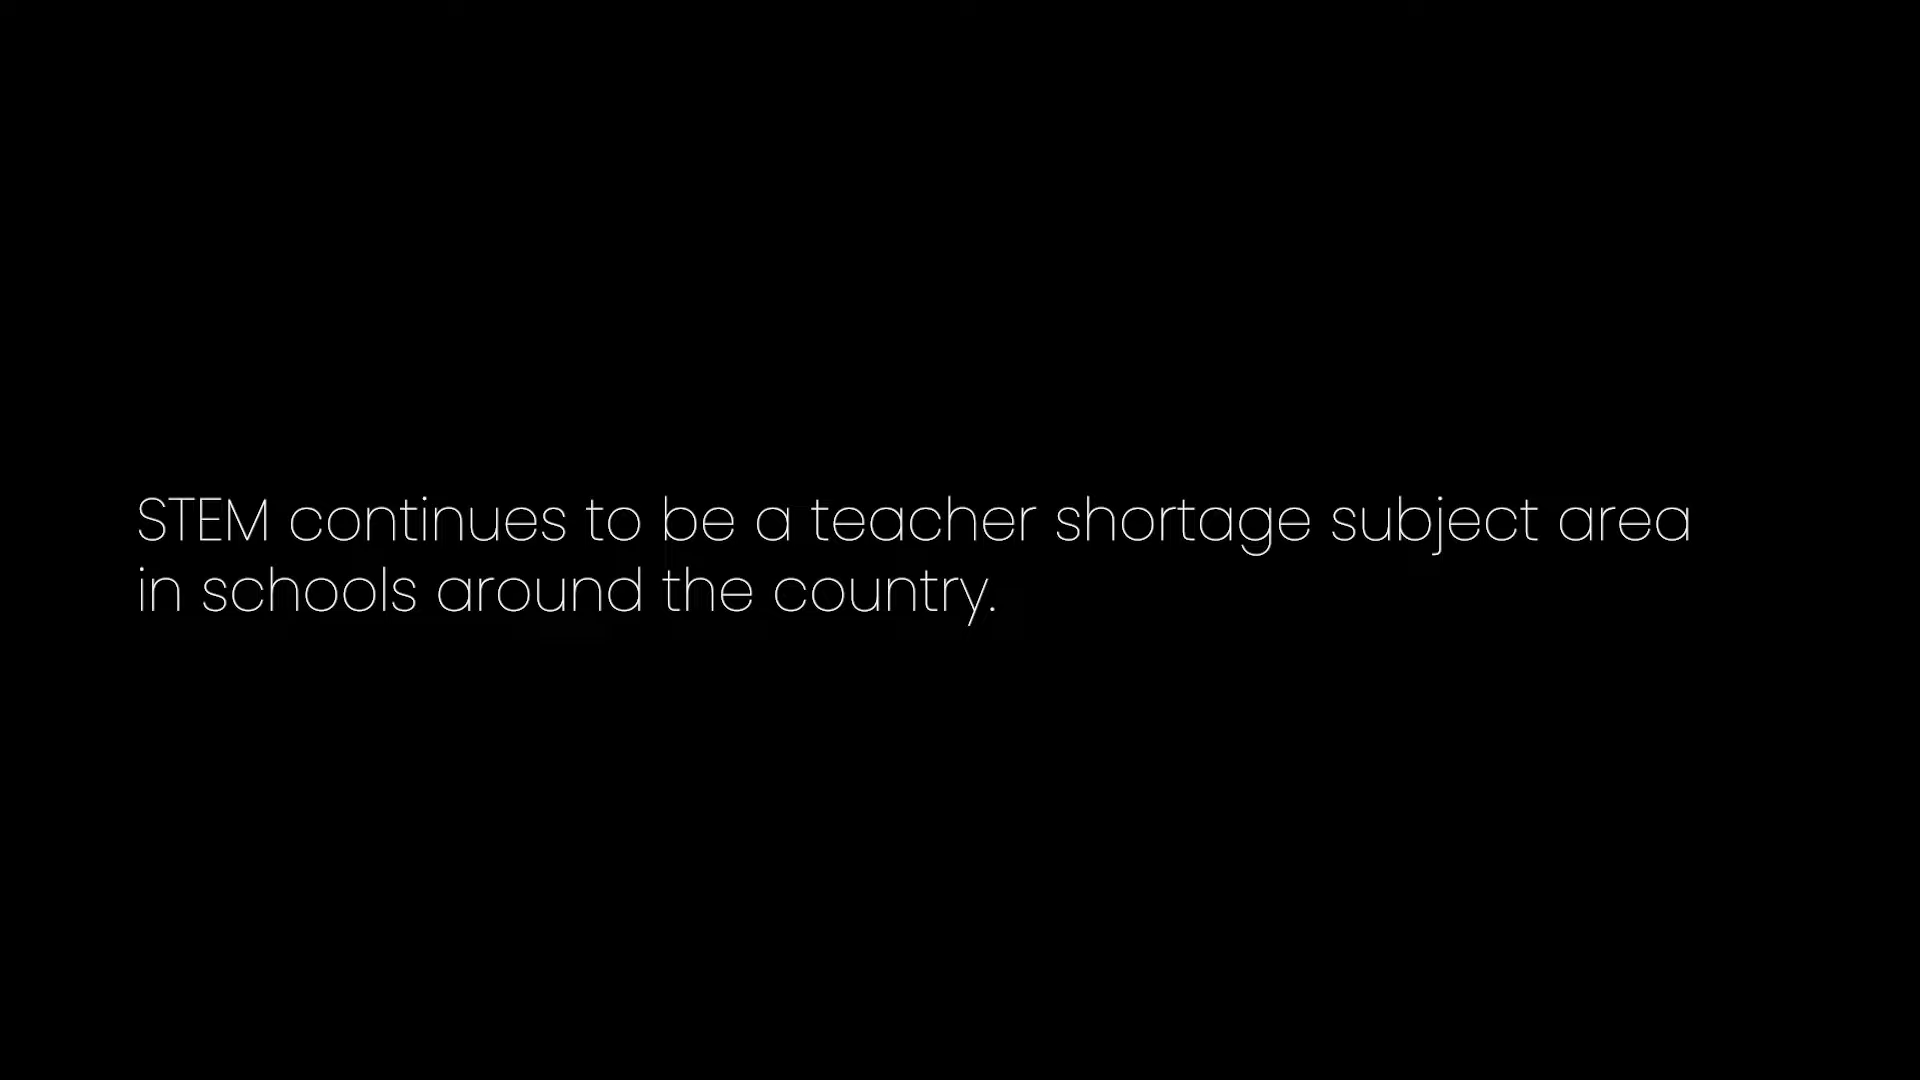 STEM continues to be a teacher shortage subject area
in schools around the country.